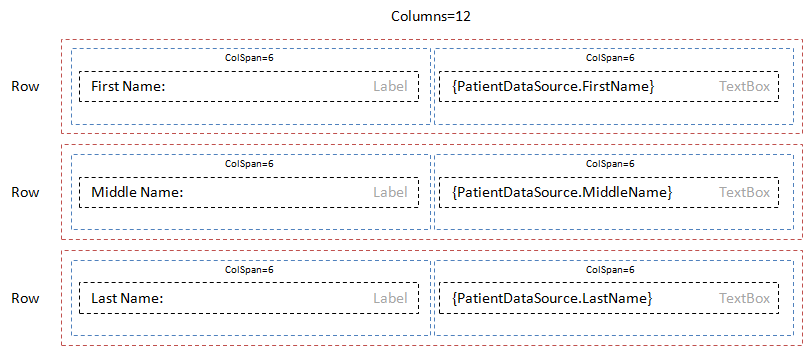 Columns=12
ColSpan=6 ColSpan=6
Row First Name: Label {PatientDataSource.FirstName} TextBox
ColSpan=6 ColSpan=6
Row Middle Name: Label {PatientDataSource.MiddleName} TextBox
ColSpan=6 ColSpan=6
Row Last Name: Label {PatientDataSource.LastName} TextBox